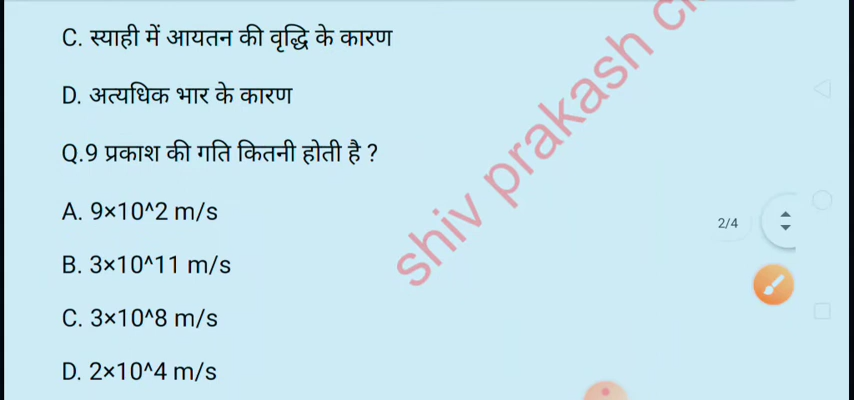 C. स्याही में आयतन की वृद्धि के कारण
D. अत्यधिक भार के कारण
Q.9 प्रकाश की गति कितनी होती है ?
A. 9×10^2 m/s
B. 3×10^11 m/s
C. 3×10^8 m/s
D. 2×10^4 m/s
shiv prakash
2/4